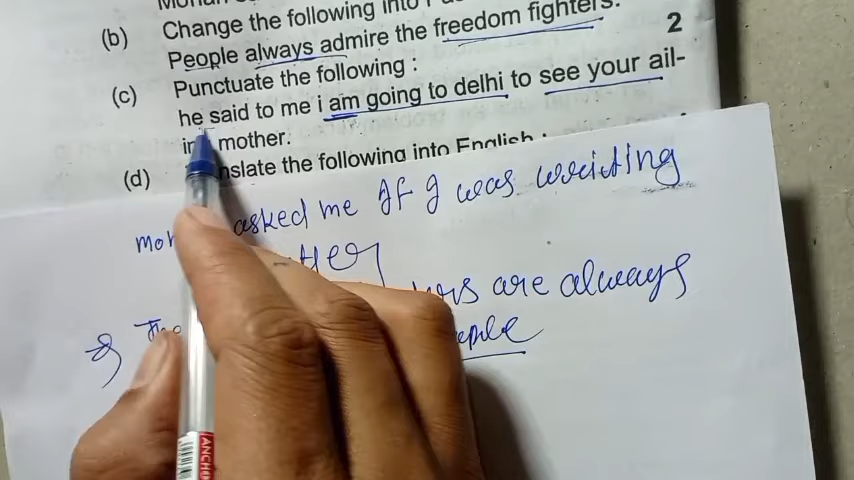 (b) Change the following into
People always admire the freedom fighters.
2
(c) Punctuate the following :
he said to me i am going to delhi to see your ail-
mother.
(d) the following into English :
asked me If I was writing
are always
ANCH